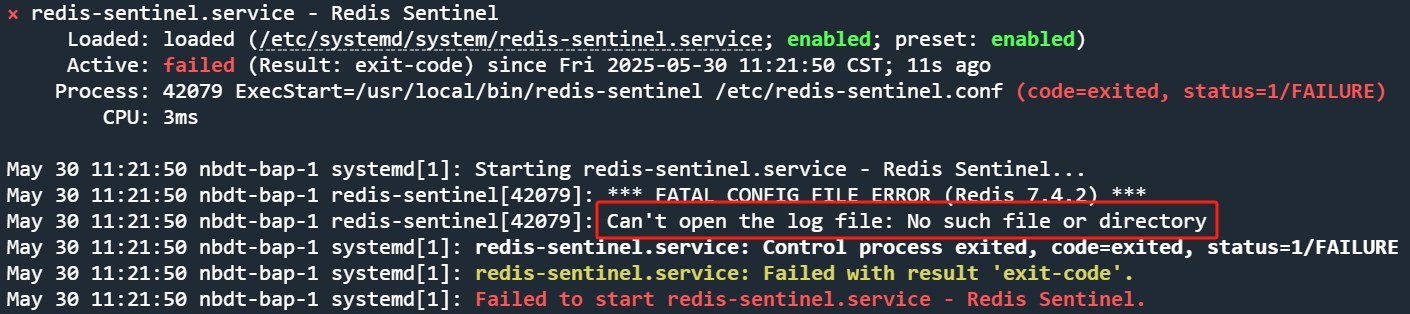 × redis-sentinel.service - Redis Sentinel
Loaded: loaded (/etc/systemd/system/redis-sentinel.service; enabled; preset: enabled)
Active: failed (Result: exit-code) since Fri 2025-05-30 11:21:50 CST; 11s ago
Process: 42079 ExecStart=/usr/local/bin/redis-sentinel /etc/redis-sentinel.conf (code=exited, status=1/FAILURE)
CPU: 3ms
May 30 11:21:50 nbdt-bap-1 systemd[1]: Starting redis-sentinel.service - Redis Sentinel...
May 30 11:21:50 nbdt-bap-1 redis-sentinel[42079]: *** FATAL CONFIG FILE ERROR (Redis 7.4.2) ***
May 30 11:21:50 nbdt-bap-1 redis-sentinel[42079]: Can't open the log file: No such file or directory
May 30 11:21:50 nbdt-bap-1 systemd[1]: redis-sentinel.service: Control process exited, code=exited, status=1/FAILURE
May 30 11:21:50 nbdt-bap-1 systemd[1]: redis-sentinel.service: Failed with result 'exit-code'.
May 30 11:21:50 nbdt-bap-1 systemd[1]: Failed to start redis-sentinel.service - Redis Sentinel.